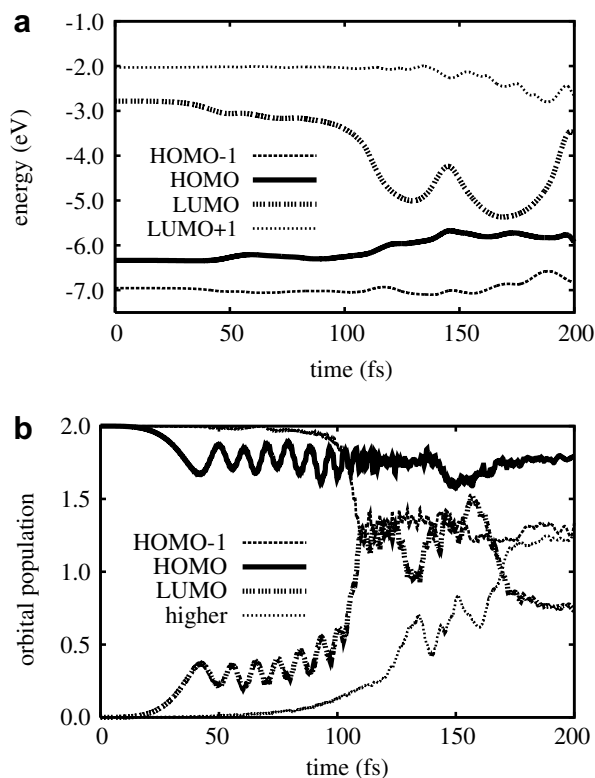 a
-1.0
-2.0
-3.0
-4.0
-5.0
-6.0
-7.0
energy (eV)
HOMO-1
HOMO
LUMO
LUMO+1
0 50 100 150 200
time (fs)
b
2.0
1.5
1.0
0.5
0.0
orbital population
HOMO-1
HOMO
LUMO
higher
0 50 100 150 200
time (fs)